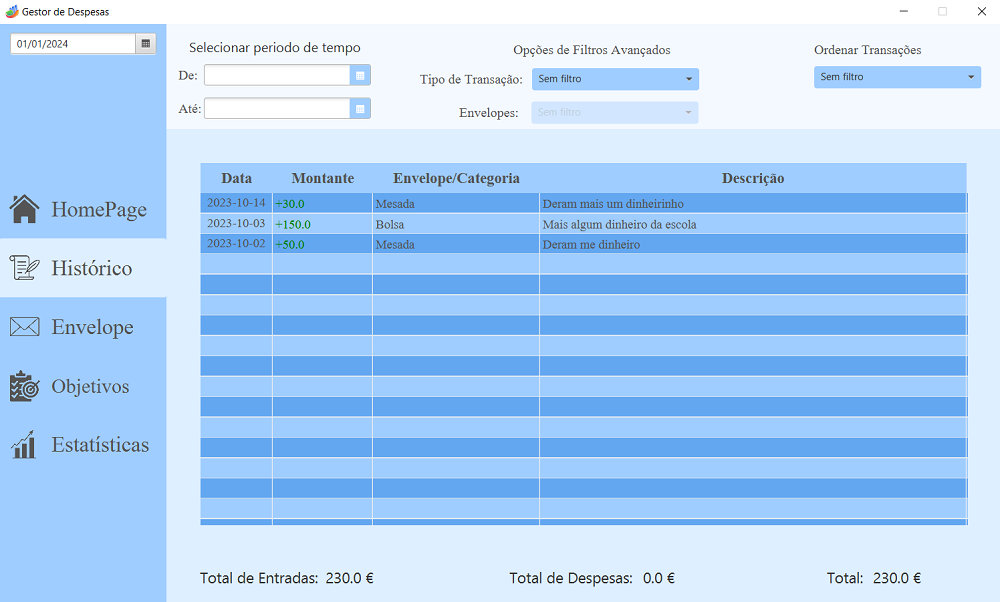 Gestor de Despesas
01/01/2024
Selecionar periodo de tempo
De:
Até:
Opções de Filtros Avançados
Tipo de Transação: Sem filtro
Envelopes: Sem filtro
Ordenar Transações
Sem filtro
HomePage
Histórico
Envelope
Objetivos
Estatísticas
Data Montante Envelope/Categoria Descrição
2023-10-14 +30.0 Mesada Deram mais um dinheirinho
2023-10-03 +150.0 Bolsa Mais algum dinheiro da escola
2023-10-02 +50.0 Mesada Deram me dinheiro
Total de Entradas: 230.0 € Total de Despesas: 0.0 € Total: 230.0 €